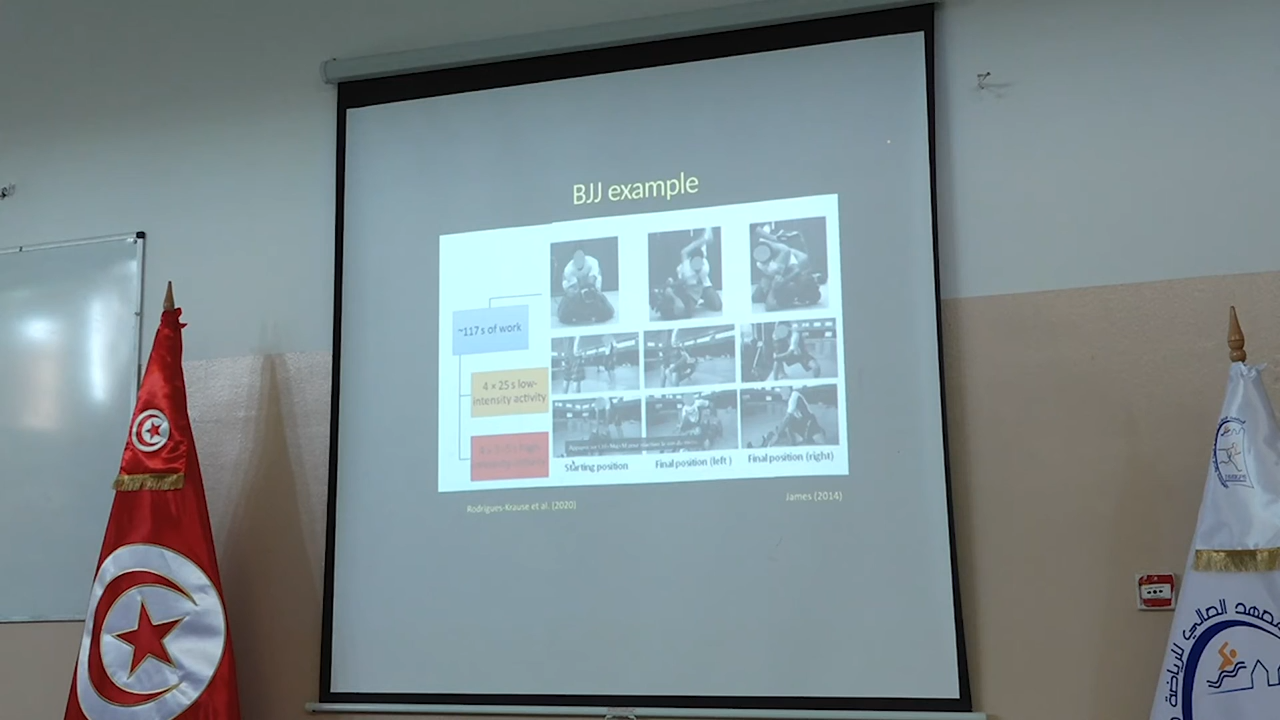 BJJ example
~117 s of work
4 × 25 s low-
intensity activity
Starting position
Final position (left )
Final position (right)
Rodrigues-Krause et al. (2020)
James (2014)
للرياضة